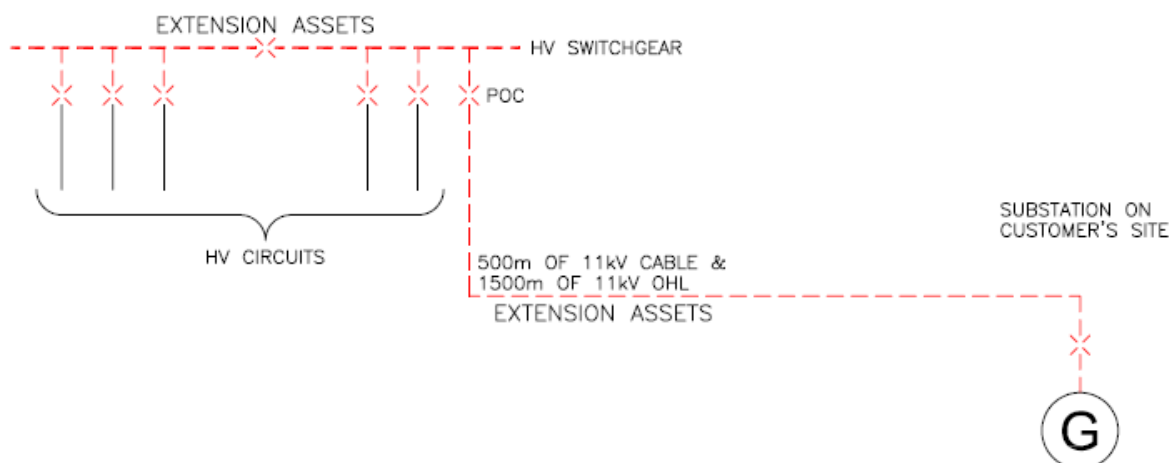 EXTENSION ASSETS
HV SWITCHGEAR
POC
HV CIRCUITS
SUBSTATION ON
CUSTOMER'S SITE
500m OF 11kV CABLE &
1500m OF 11kV OHL
EXTENSION ASSETS
G